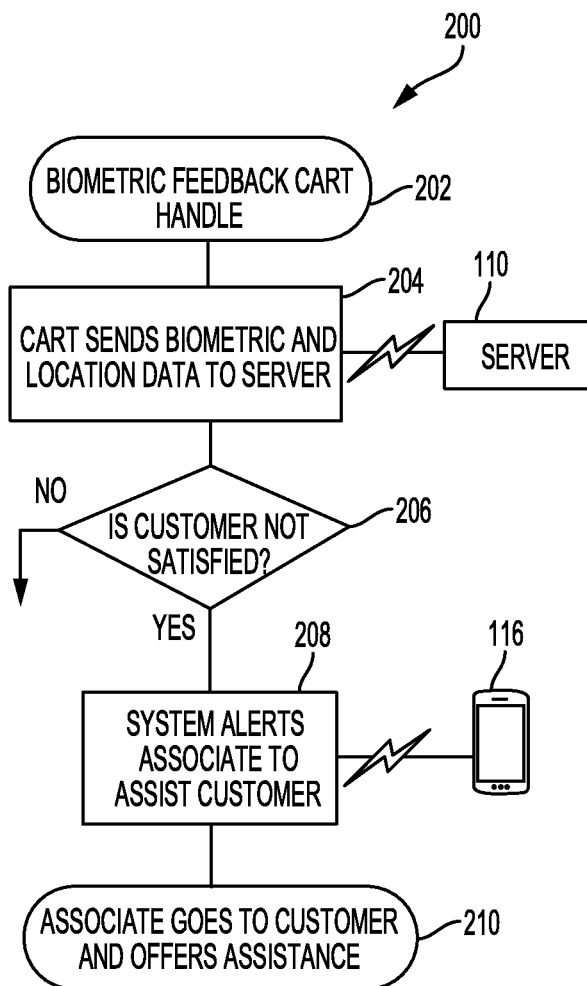 200
BIOMETRIC FEEDBACK CART
HANDLE
202
204
CART SENDS BIOMETRIC AND
LOCATION DATA TO SERVER
110
SERVER
NO
IS CUSTOMER NOT
SATISFIED?
206
YES
208
SYSTEM ALERTS
ASSOCIATE TO
ASSIST CUSTOMER
116
ASSOCIATE GOES TO CUSTOMER
AND OFFERS ASSISTANCE
210